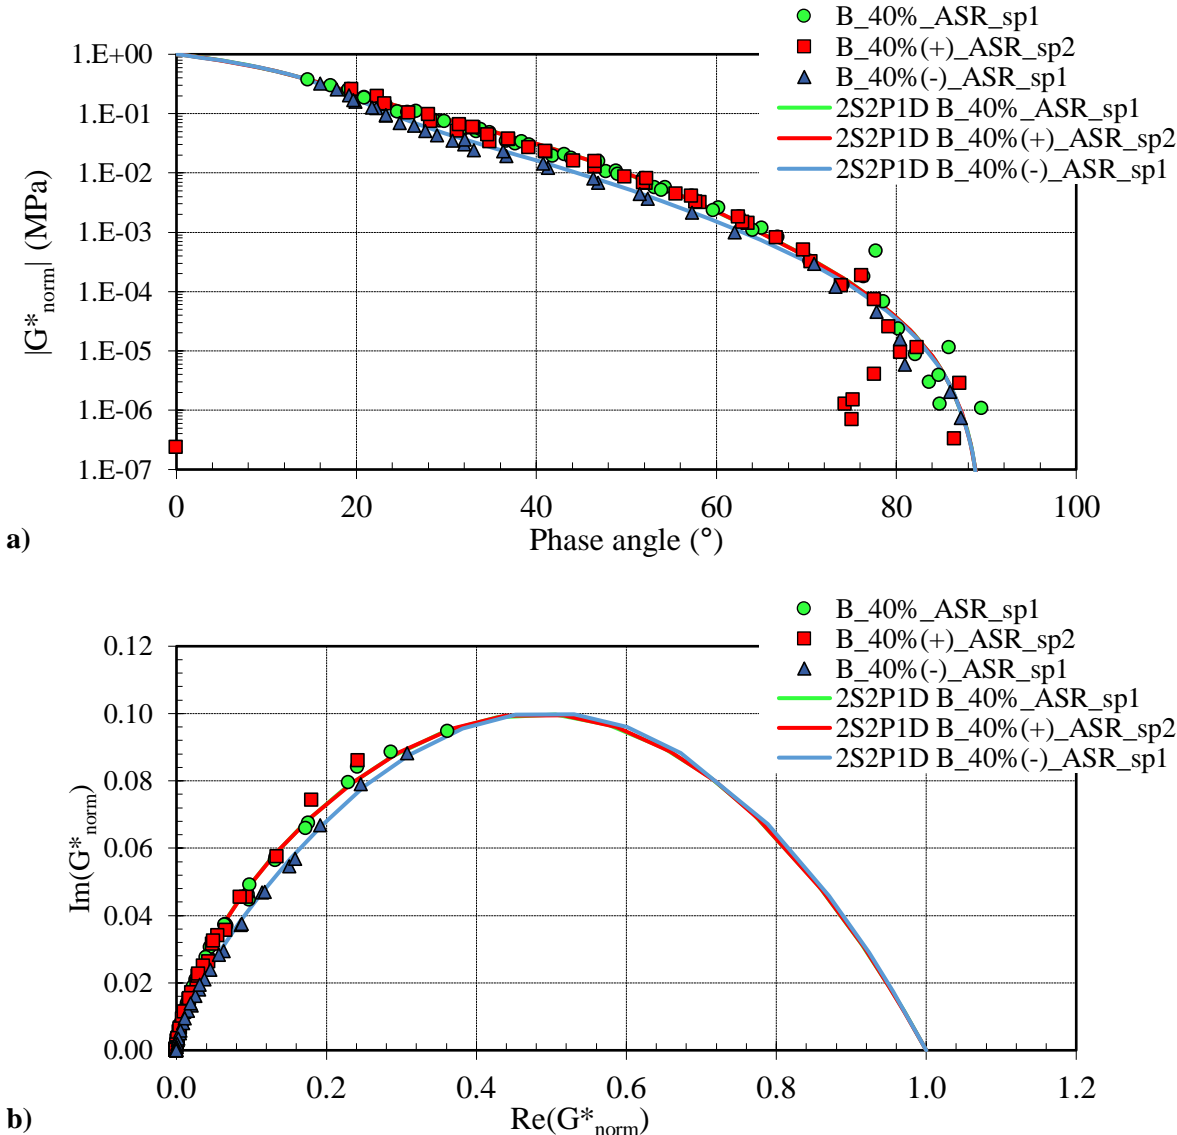 B_40%_ASR_sp1
B_40%(+)_ASR_sp2
B_40%(-)_ASR_sp1
2S2P1D B_40%_ASR_sp1
2S2P1D B_40%(+)_ASR_sp2
2S2P1D B_40%(-)_ASR_sp1
1.E+00
1.E-01
1.E-02
1.E-03
1.E-04
1.E-05
1.E-06
1.E-07
|G*norm| (MPa)
0 20 40 60 80 100
Phase angle (°)
a)
B_40%_ASR_sp1
B_40%(+)_ASR_sp2
B_40%(-)_ASR_sp1
2S2P1D B_40%_ASR_sp1
2S2P1D B_40%(+)_ASR_sp2
2S2P1D B_40%(-)_ASR_sp1
0.12
0.10
0.08
0.06
0.04
0.02
0.00
Im(G*norm)
0.0 0.2 0.4 0.6 0.8 1.0 1.2
Re(G*norm)
b)